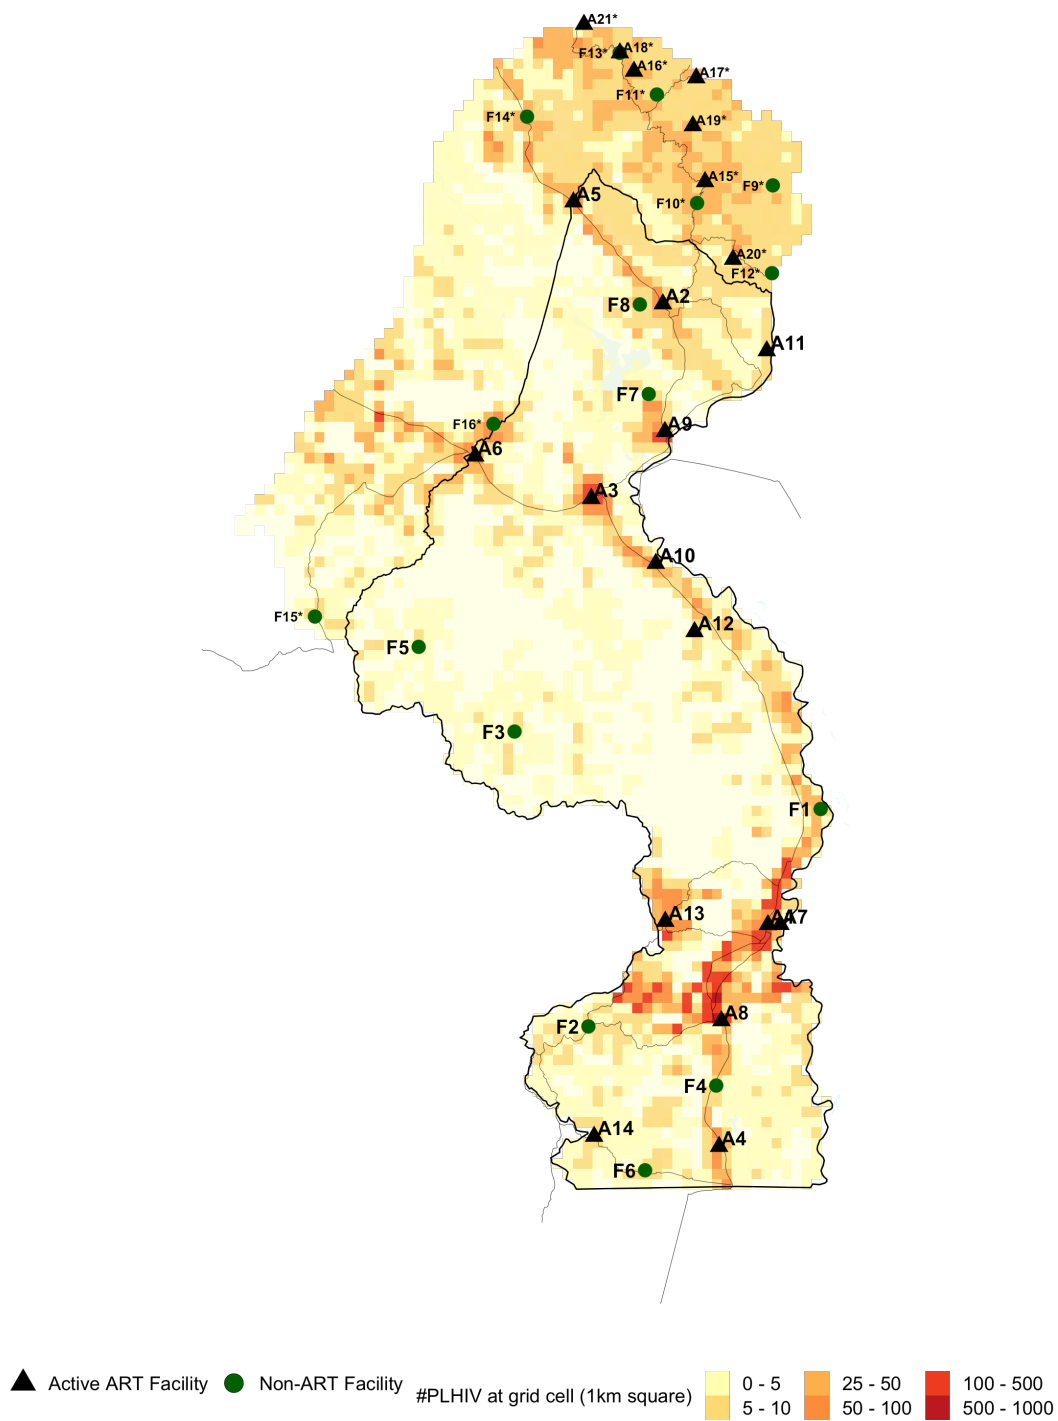 A21*
F13* A18*
A16*
A17*
F11*
F14*
A19*
A15*
F9*
A5
F10*
A20*
F12*
A2
F8
A11
F7
F16*
A9
A6
A3
A10
F15*
A12
F5
F3
F1
A13
A7
A8
F2
F4
A14
A4
F6
Active ART Facility Non-ART Facility #PLHIV at grid cell (1km square)
0 - 5 25 - 50 100 - 500
5 - 10 50 - 100 500 - 1000